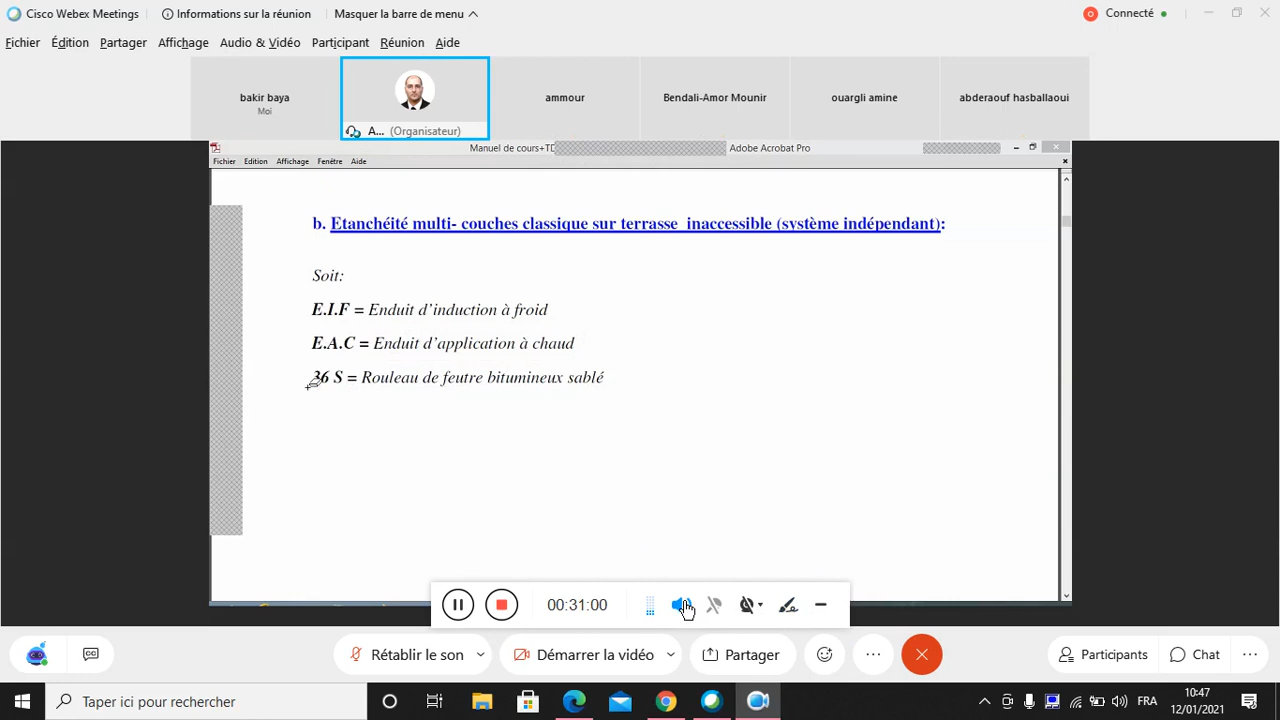 Cisco Webex Meetings
Informations sur la réunion
Masquer la barre de menu
Connecté
Fichier Édition Partager Affichage Audio & Vidéo Participant Réunion Aide
bakir baya
Moi
A... (Organisateur)
ammour
Bendali-Amor Mounir
ouargli amine
abderaouf hasballaoui
Manuel de cours+TD
Adobe Acrobat Pro
Fichier Edition Affichage Fenêtre Aide
b. Etanchéité multi- couches classique sur terrasse inaccessible (système indépendant):
Soit:
E.I.F = Enduit d'induction à froid
E.A.C = Enduit d'application à chaud
36 S = Rouleau de feutre bitumineux sablé
00:31:00
Rétablir le son
Démarrer la vidéo
Partager
Participants
Chat
Taper ici pour rechercher
FRA
10:47
12/01/2021